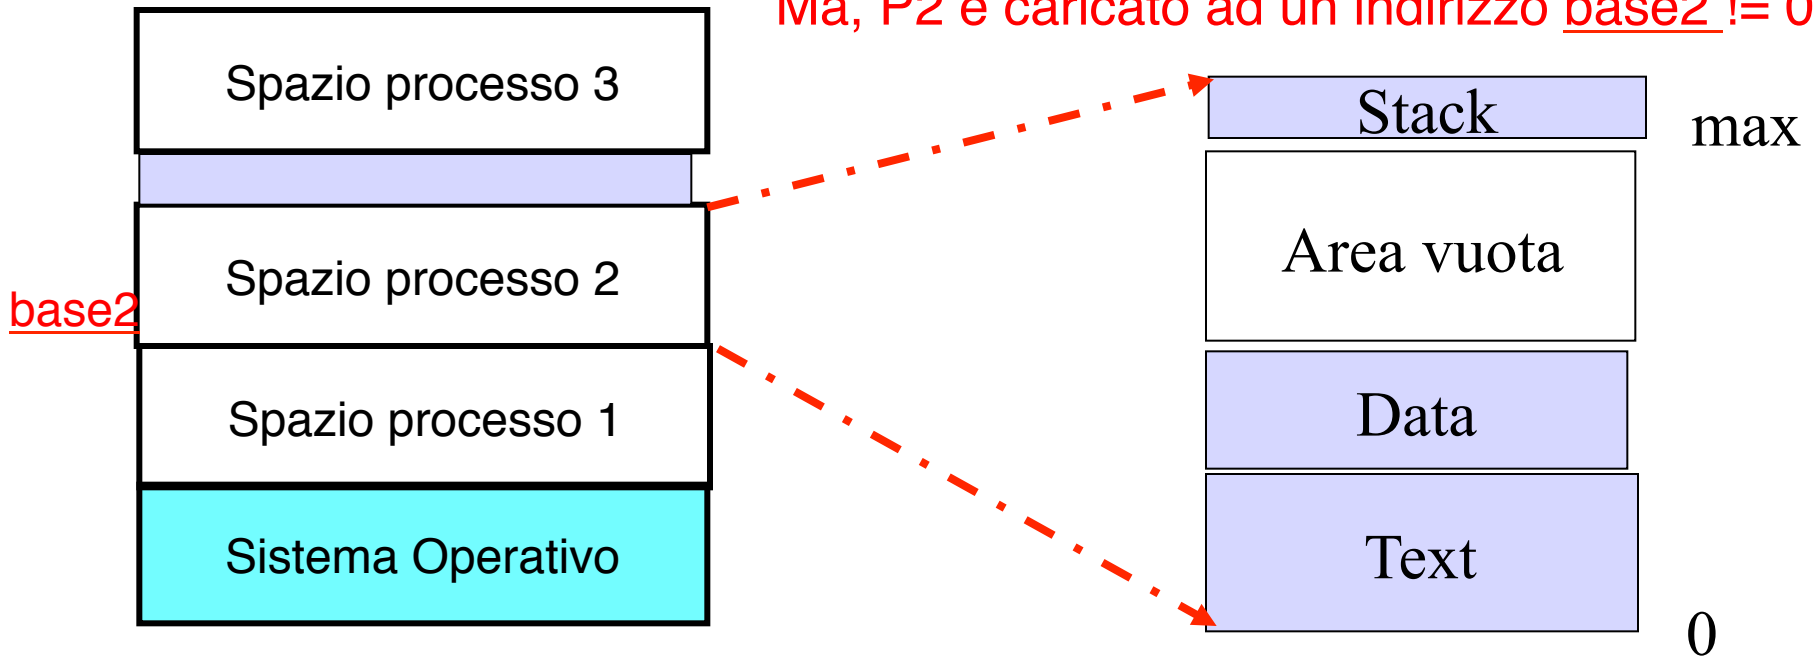 Ma, P2 è caricato ad un indirizzo base2 != 0
Spazio processo 3
Spazio processo 2
base2
Spazio processo 1
Sistema Operativo
Stack
max
Area vuota
Data
Text
0